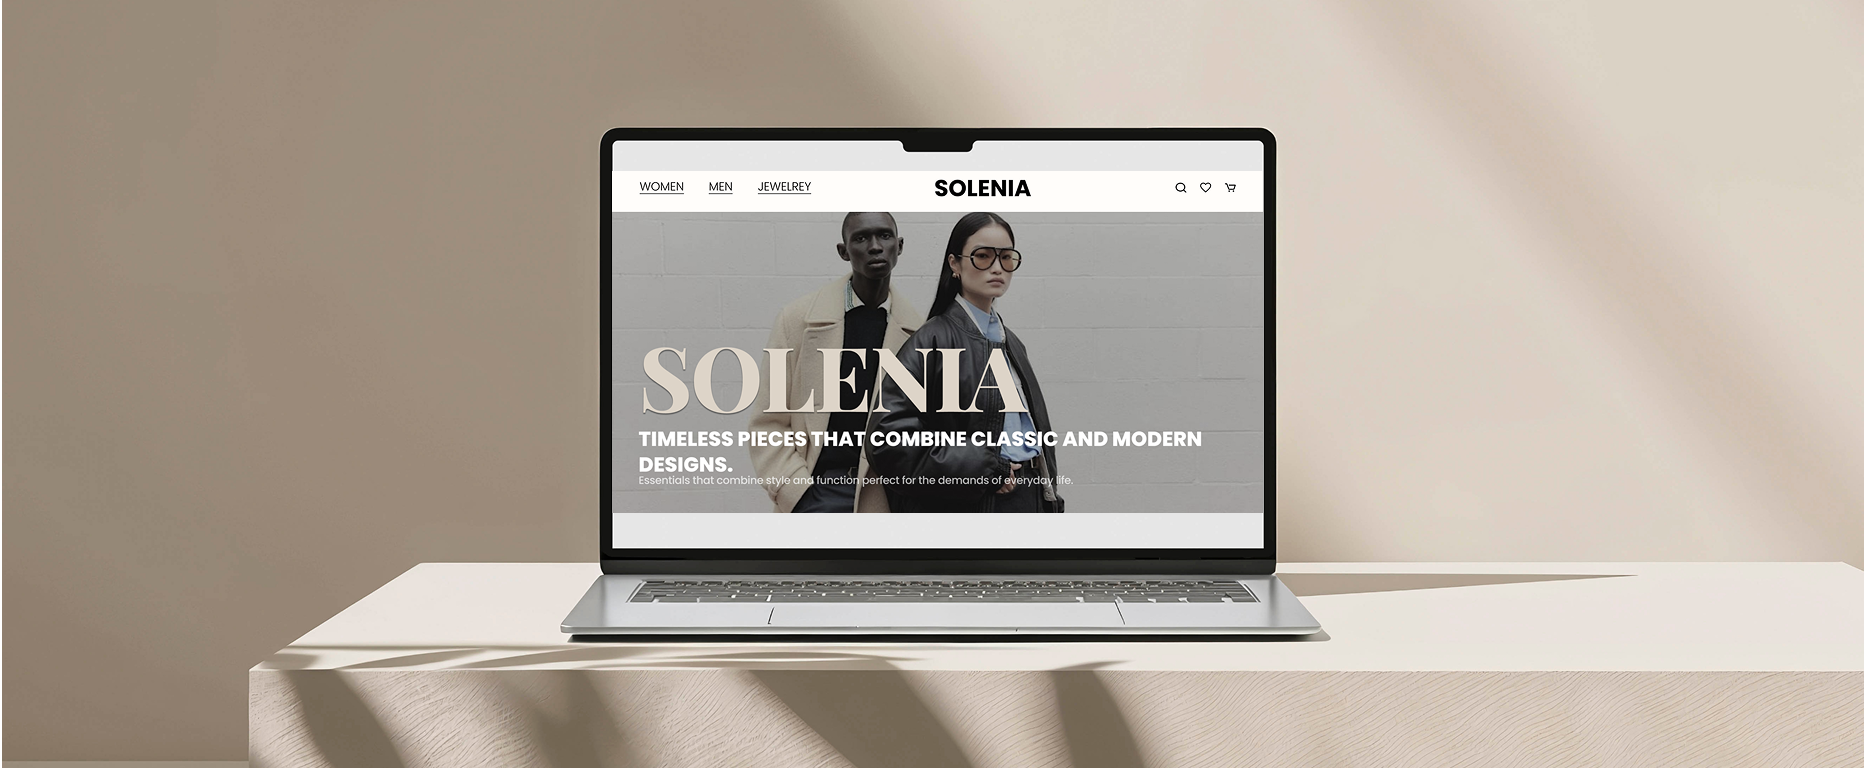 WOMEN MEN JEWELREY SOLENIA
SOLENIA
TIMELESS PIECES THAT COMBINE CLASSIC AND MODERN
DESIGNS.
Essentials that combine style and function perfect for the demands of everyday life.